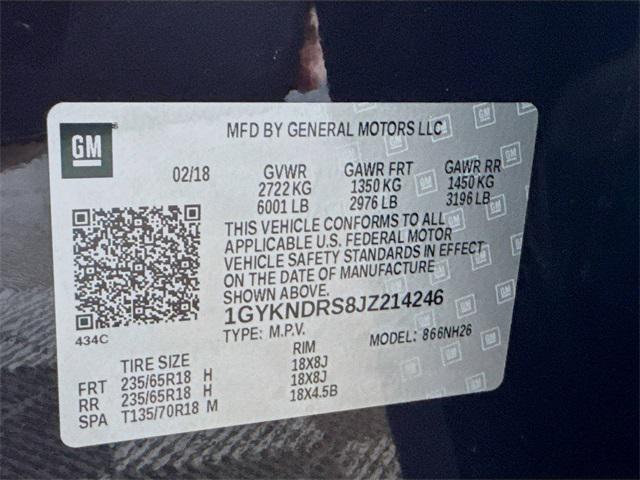 GM
MFD BY GENERAL MOTORS LLC
02/18 GVWR GAWR FRT GAWR RR
2722 KG 1350 KG 1450 KG
6001 LB 2976 LB 3196 LB
THIS VEHICLE CONFORMS TO ALL
APPLICABLE U.S. FEDERAL MOTOR
VEHICLE SAFETY STANDARDS IN EFFECT
ON THE DATE OF MANUFACTURE
SHOWN ABOVE.
1GYKNDRS8JZ214246
434C
TYPE: M.P.V. MODEL: 866NH26
TIRE SIZE RIM
FRT 235/65R18 H 18X8J
RR 235/65R18 H 18X8J
SPA T135/70R18 M 18X4.5B